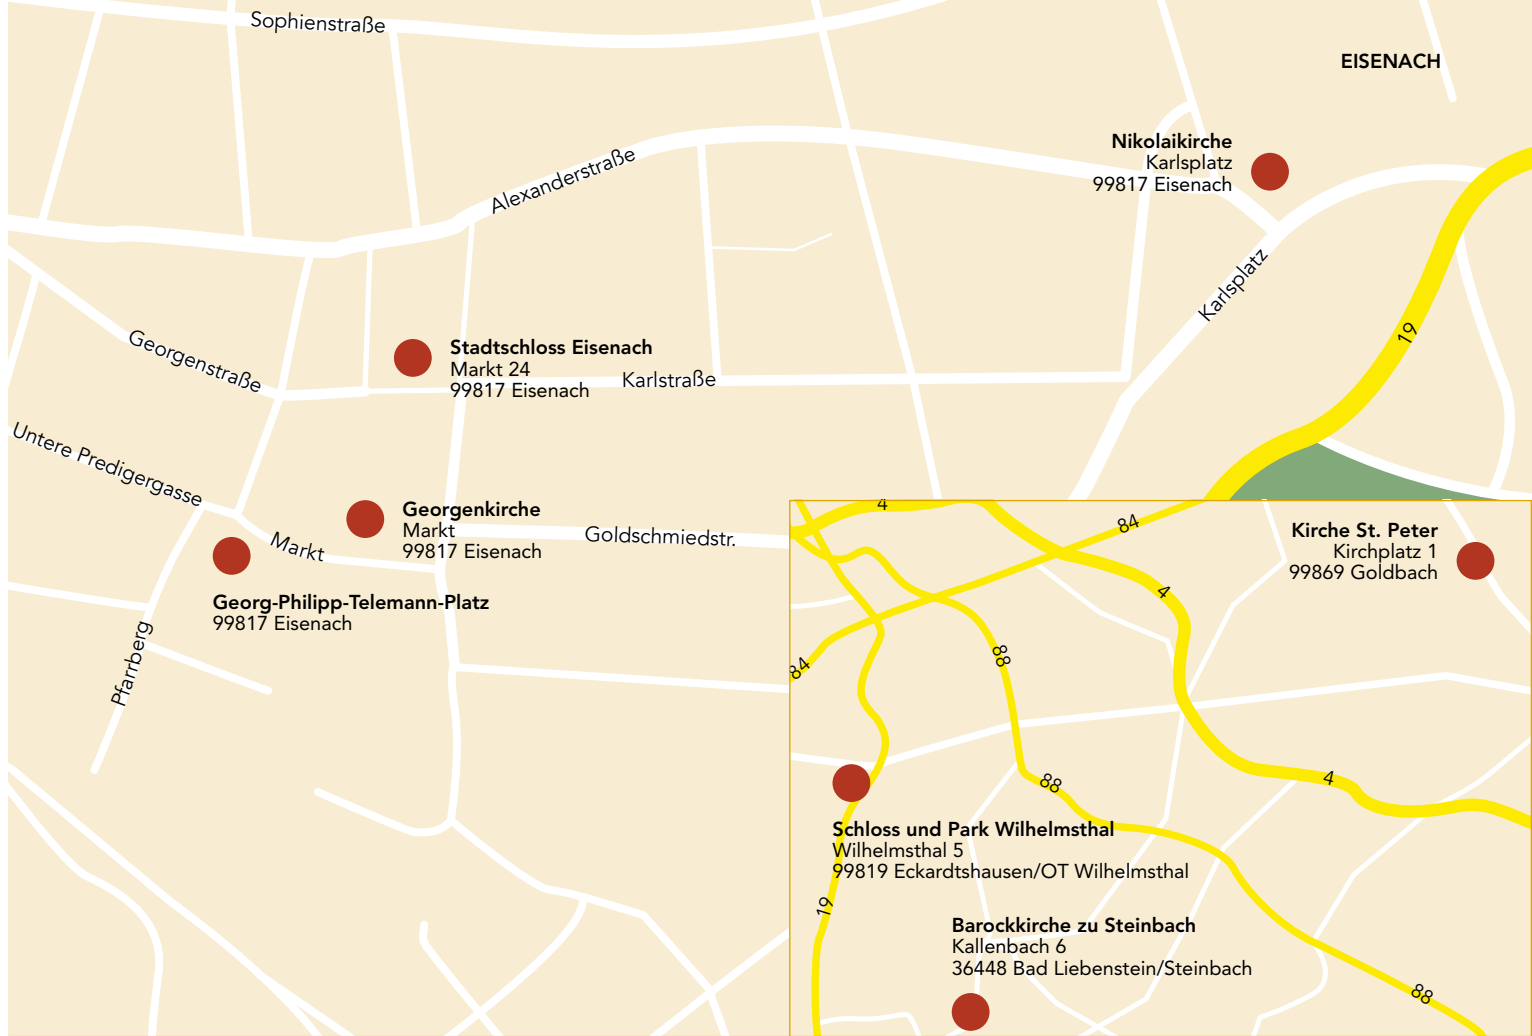 Sophienstraße
EISENACH
Nikolaikirche
Karlsplatz
99817 Eisenach
Alexanderstraße
Karlsplatz
19
Georgenstraße
Stadtschloss Eisenach
Markt 24
99817 Eisenach
Karlstraße
Untere Predigergasse
Georgenkirche
Markt
99817 Eisenach
Goldschmiedstr.
Markt
Georg-Philipp-Telemann-Platz
99817 Eisenach
Pfarrberg
4
84
Kirche St. Peter
Kirchplatz 1
99869 Goldbach
4
84
88
88
4
Schloss und Park Wilhelmsthal
Wilhelmsthal 5
99819 Eckardtshausen/OT Wilhelmsthal
19
Barockkirche zu Steinbach
Kallenbach 6
36448 Bad Liebenstein/Steinbach
88